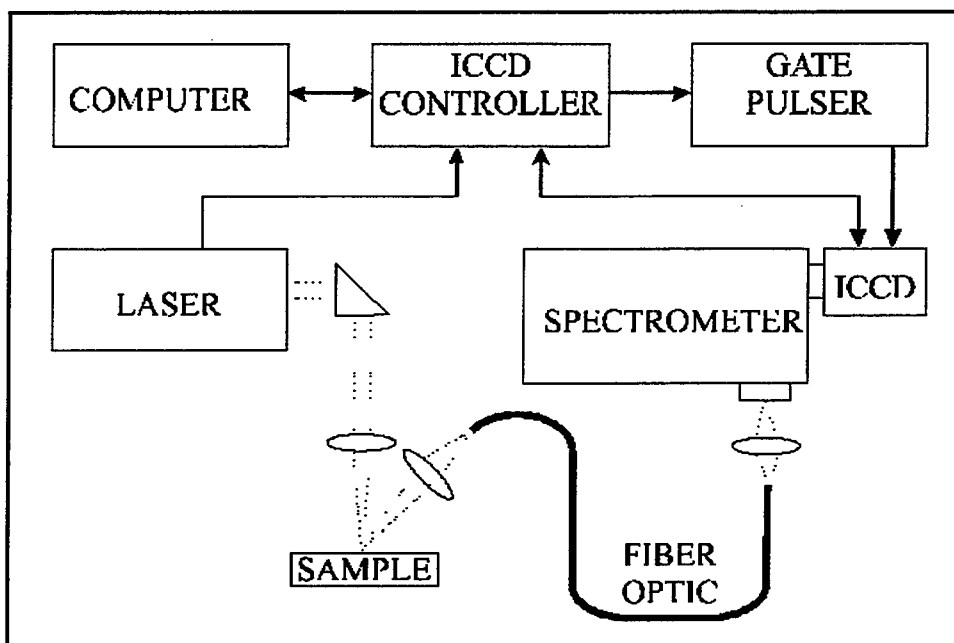 COMPUTER
ICCD
CONTROLLER
GATE
PULSER
LASER
SPECTROMETER
ICCD
SAMPLE
FIBER
OPTIC